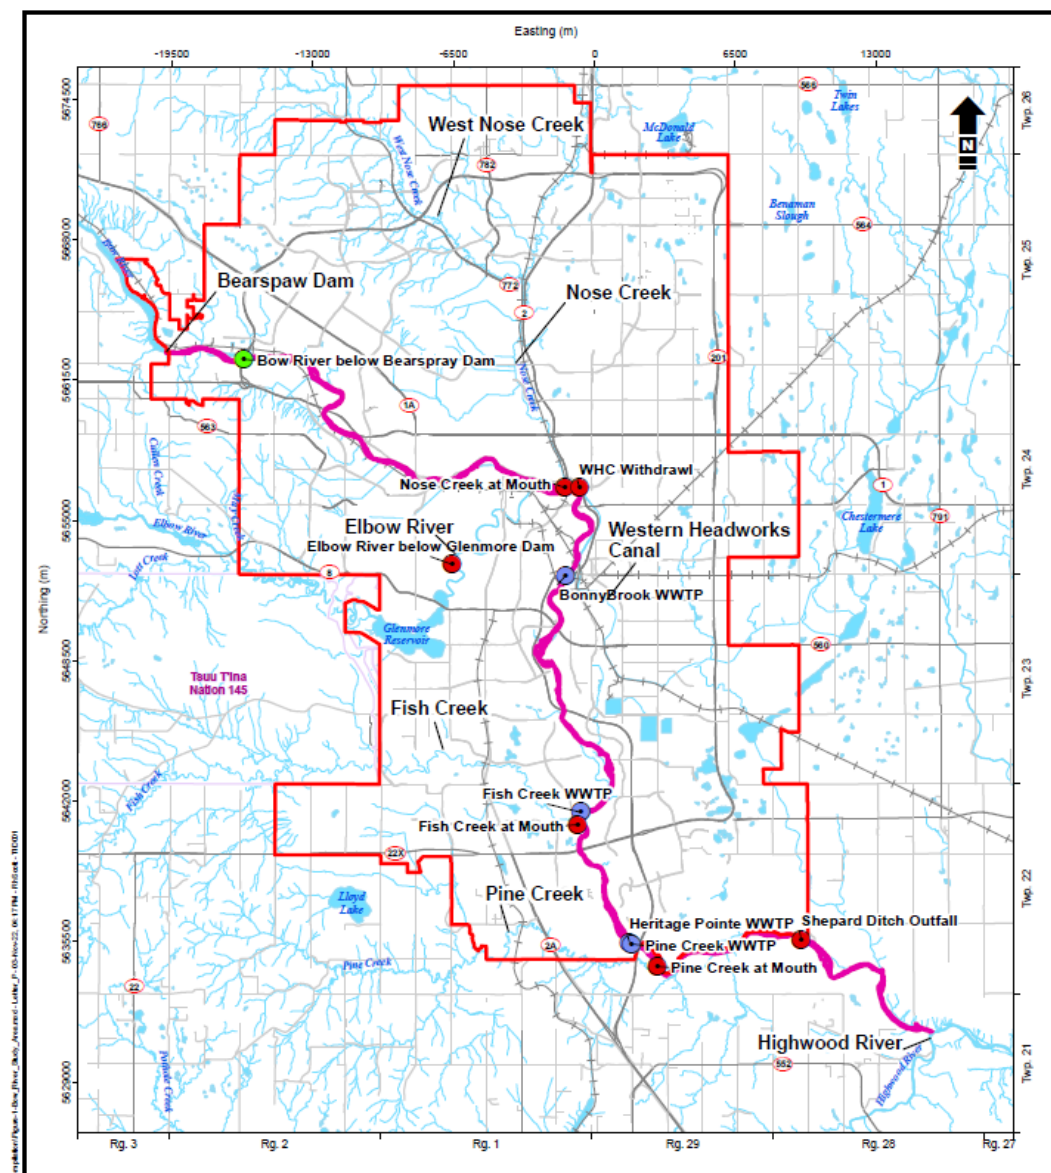 Easting (m)
-19500
-13000
-6500
0
6500
13000
5674500
Twp. 26
566
Twin
Lakes
766
West Nose Creek
McDonald
Lake
N
West Nose Creek
782
Benaman
Slough
564
5668000
Twp. 25
Bow River
Bearspaw Dam
772
Nose Creek
2
Bow River below Bearspray Dam
201
5661500
Nose Creek
1A
563
Cullen Creek
WHC Withdrawl
Nose Creek at Mouth
1
Twp. 24
Elbow River
Western Headworks
Canal
Chestermere
Lake
791
5655000
Elbow River
Elbow River below Glenmore Dam
Lott Creek
8
BonnyBrook WWTP
Northing (m)
Glenmore
Reservoir
560
5648500
Tsuu T'ina
Nation 145
Twp. 23
Fish Creek
Fish Creek
Fish Creek WWTP
5642000
Fish Creek at Mouth
22X
Twp. 22
Lloyd
Lake
Pine Creek
Heritage Pointe WWTP
Shepard Ditch Outfall
2A
Pine Creek WWTP
5635500
Pine Creek
Pine Creek at Mouth
22
Highwood River
552
Highwood River
Twp. 21
5629000
Rg. 3
Rg. 2
Rg. 1
Rg. 29
Rg. 28
Rg. 27